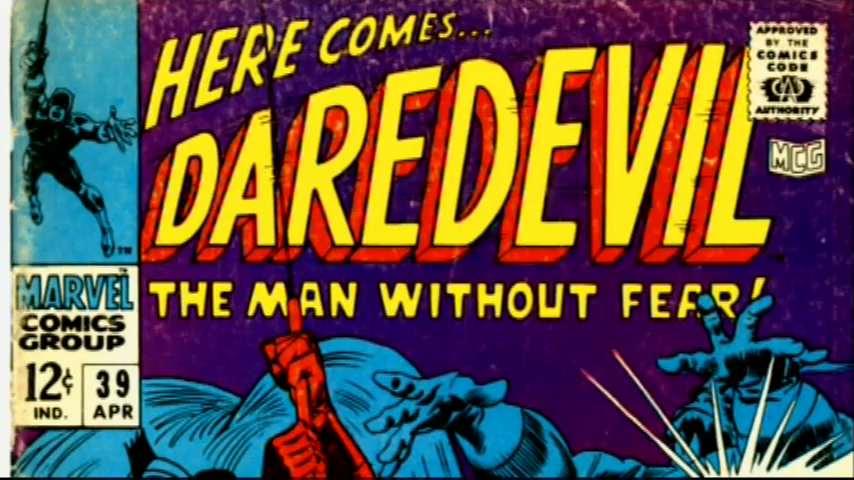 HERE COMES...
DAREDEVIL
THE MAN WITHOUT FEAR!
APPROVED
BY THE
COMICS
CODE
CA
AUTHORITY
MCG
TM
MARVEL
TM
COMICS
GROUP
12¢ 39
IND. APR